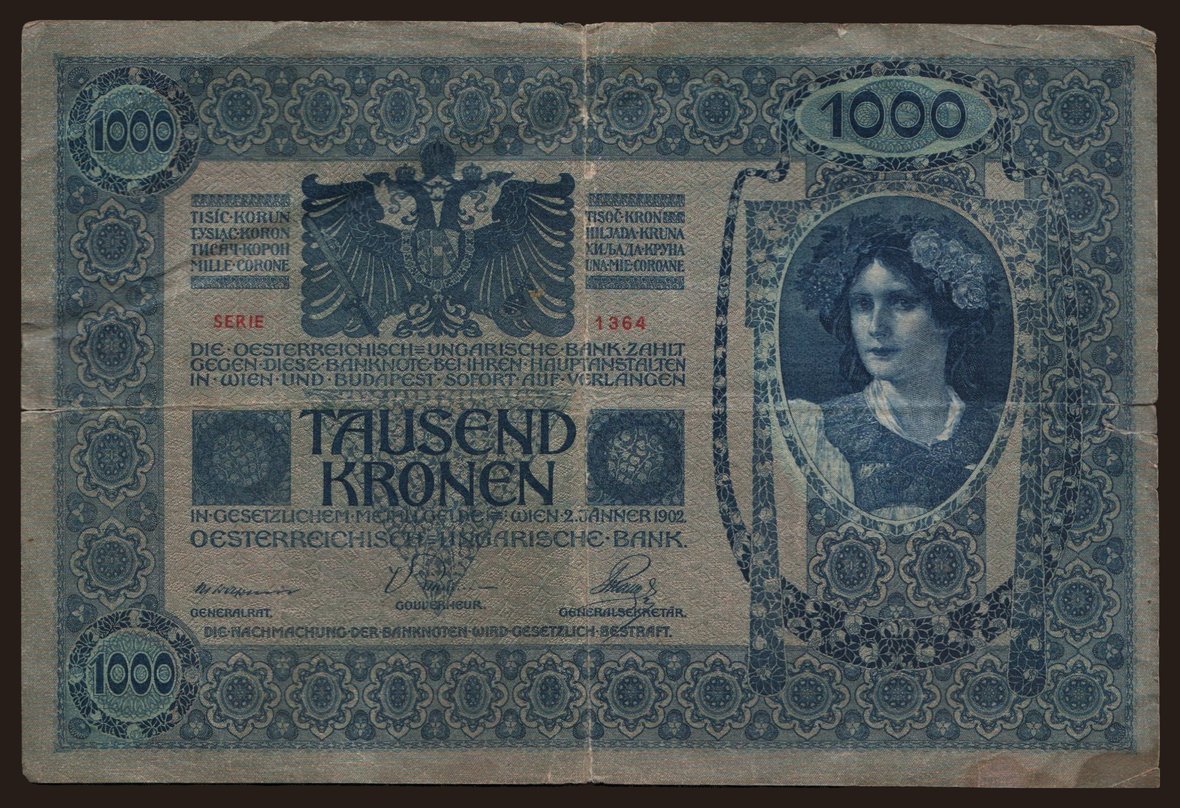 1000
1000
TISÍC·KORUN
TYSIĄC·KORON
ТИСЯЧ·КОРОН
MILLE·CORONE
TISOČ·KRON
HILJADA·KRUNA
ХИЉАДА·КРУНА
UNA·MIE·COROANE
SERIE 1364
DIE·OESTERREICHISCH=UNGARISCHE·BANK·ZAHLT
GEGEN·DIESE·BANKNOTE·BEI·IHREN·HAUPTANSTALTEN
IN·WIEN·UND·BUDAPEST·SOFORT·AUF·VERLANGEN
TAUSEND
KRONEN
IN·GESETZLICHEM·METALLGELDE=:WIEN·2.JÄNNER 1902.
OESTERREICHISCH=UNGARISCHE·BANK.
GENERALRAT.
GOUVERNEUR.
GENERALSEKRETÄR.
DIE·NACHMACHUNG·DER·BANKNOTEN·WIRD·GESETZLICH·BESTRAFT.
1000